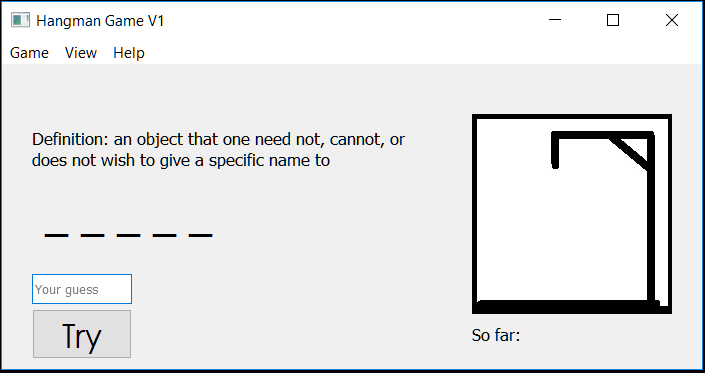 Hangman Game V1
Game View Help
Definition: an object that one need not, cannot, or
does not wish to give a specific name to
_ _ _ _ _
Your guess
Try
So far: